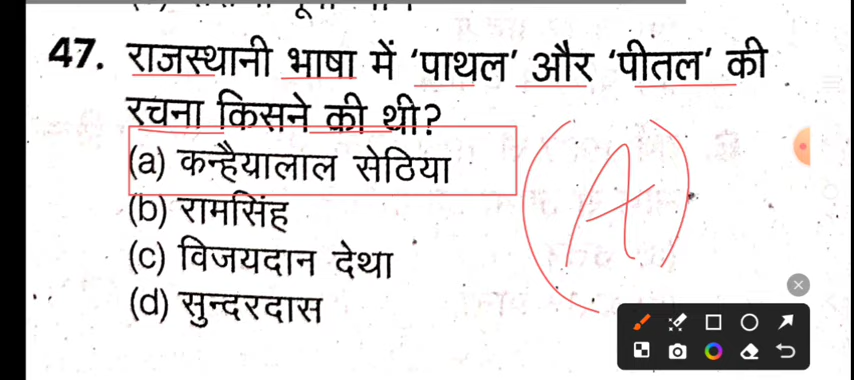 47. राजस्थानी भाषा में ‘पाथल’ और ‘पीतल’ की
रचना किसने की थी?
(a) कन्हैयालाल सेठिया
(b) रामसिंह
(c) विजयदान देथा
(d) सुन्दरदास
(A)